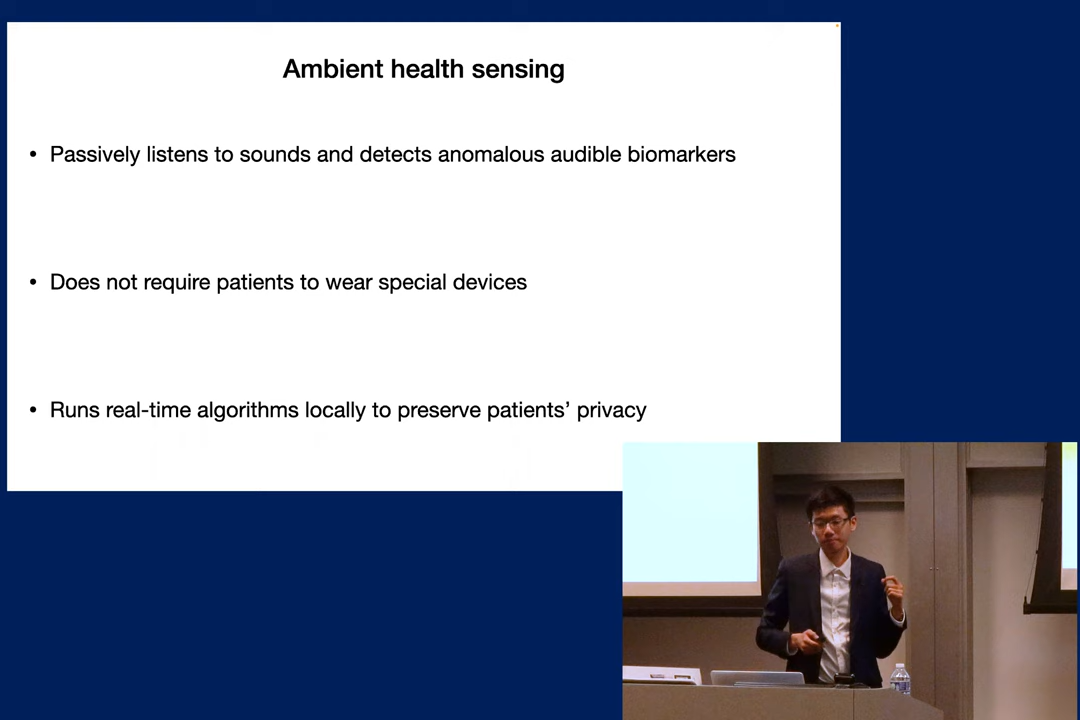 Ambient health sensing
• Passively listens to sounds and detects anomalous audible biomarkers
• Does not require patients to wear special devices
• Runs real-time algorithms locally to preserve patients’ privacy